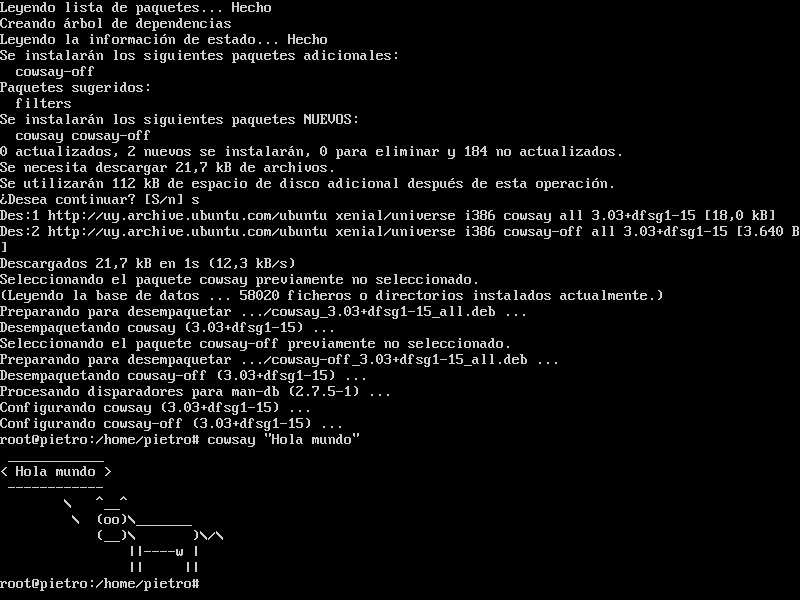 Leyendo lista de paquetes... Hecho
Creando árbol de dependencias
Leyendo la información de estado... Hecho
Se instalarán los siguientes paquetes adicionales:
  cowsay-off
Paquetes sugeridos:
  filters
Se instalarán los siguientes paquetes NUEVOS:
  cowsay cowsay-off
0 actualizados, 2 nuevos se instalarán, 0 para eliminar y 184 no actualizados.
Se necesita descargar 21,7 kB de archivos.
Se utilizarán 112 kB de espacio de disco adicional después de esta operación.
¿Desea continuar? [S/n] s
Des:1 http://uy.archive.ubuntu.com/ubuntu xenial/universe i386 cowsay all 3.03+dfsg1-15 [18,0 kB]
Des:2 http://uy.archive.ubuntu.com/ubuntu xenial/universe i386 cowsay-off all 3.03+dfsg1-15 [3.640 B
]
Descargados 21,7 kB en 1s (12,3 kB/s)
Seleccionando el paquete cowsay previamente no seleccionado.
(Leyendo la base de datos ... 58020 ficheros o directorios instalados actualmente.)
Preparando para desempaquetar .../cowsay_3.03+dfsg1-15_all.deb ...
Desempaquetando cowsay (3.03+dfsg1-15) ...
Seleccionando el paquete cowsay-off previamente no seleccionado.
Preparando para desempaquetar .../cowsay-off_3.03+dfsg1-15_all.deb ...
Desempaquetando cowsay-off (3.03+dfsg1-15) ...
Procesando disparadores para man-db (2.7.5-1) ...
Configurando cowsay (3.03+dfsg1-15) ...
Configurando cowsay-off (3.03+dfsg1-15) ...
root@pietro:/home/pietro# cowsay "Hola mundo"
 ____________
< Hola mundo >
 ------------
        \   ^__^
         \  (oo)\_______
            (__)\       )\/\
                ||----w |
                ||     ||
root@pietro:/home/pietro#